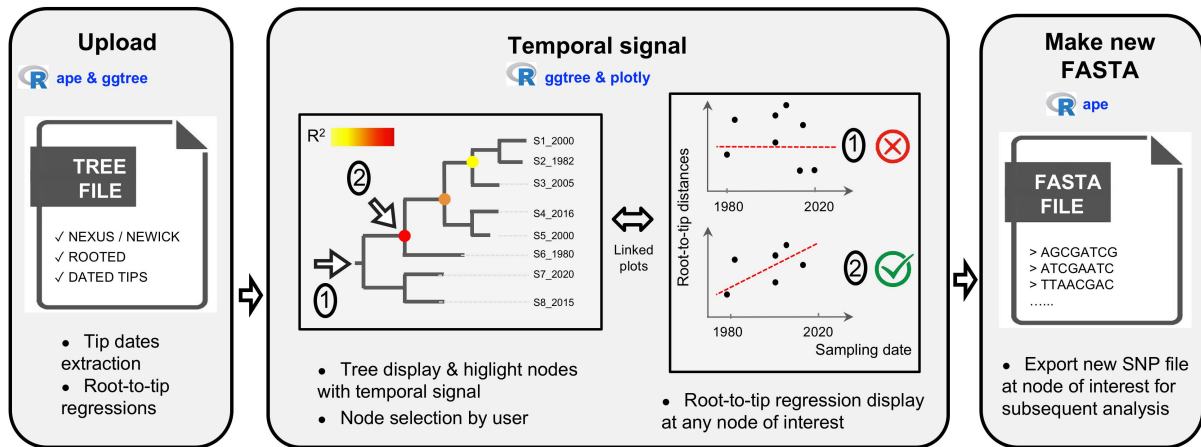 Upload
R ape & ggtree
TREE
FILE
✓ NEXUS / NEWICK
✓ ROOTED
✓ DATED TIPS
● Tip dates
extraction
● Root-to-tip
regressions
Temporal signal
R ggtree & plotly
R²
S1_2000
S2_1982
S3_2005
S4_2016
S5_2000
S6_1980
S7_2020
S8_2015
2
1
● Tree display & higlight nodes
with temporal signal
● Node selection by user
Linked
plots
Root-to-tip distances
1
1980
2020
2
1980
2020
Sampling date
● Root-to-tip regression display
at any node of interest
Make new
FASTA
R ape
FASTA
FILE
> AGCGATCG
> ATCGAATC
> TTAACGAC
…...
● Export new SNP file
at node of interest for
subsequent analysis